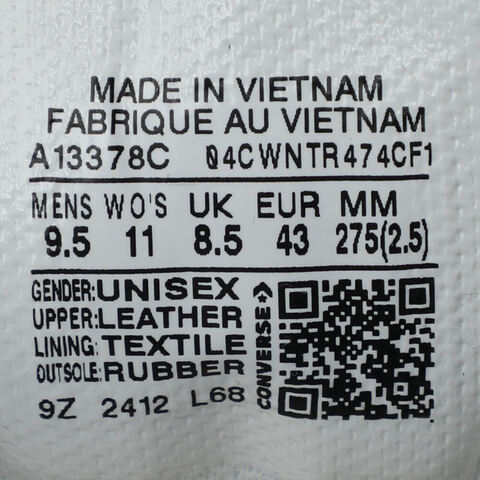 MADE IN VIETNAM
FABRIQUE AU VIETNAM
A13378C 04CWNTR474CF1
MENS WO'S UK EUR MM
9.5 11 8.5 43 275(2.5)
GENDER:UNISEX
UPPER:LEATHER
LINING:TEXTILE
OUTSOLE:RUBBER
9Z 2412 L68
CONVERSE